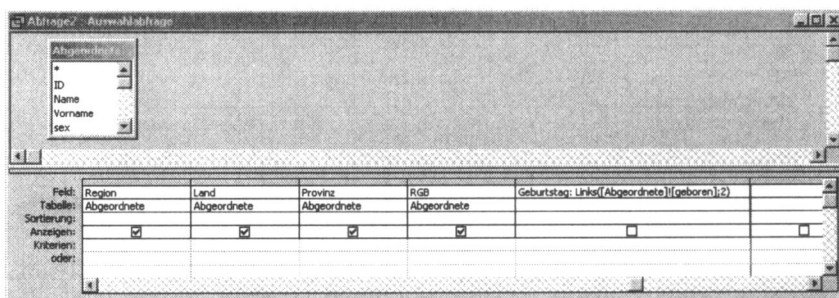 Abfrage2 : Auswahlabfrage
Abgeordnete
*
ID
Name
Vorname
sex
Feld: Region Land Provinz RGB Geburtstag: Links([Abgeordnete]![geboren];2)
Tabelle: Abgeordnete Abgeordnete Abgeordnete Abgeordnete
Sortierung:
Anzeigen:
Kriterien:
oder: